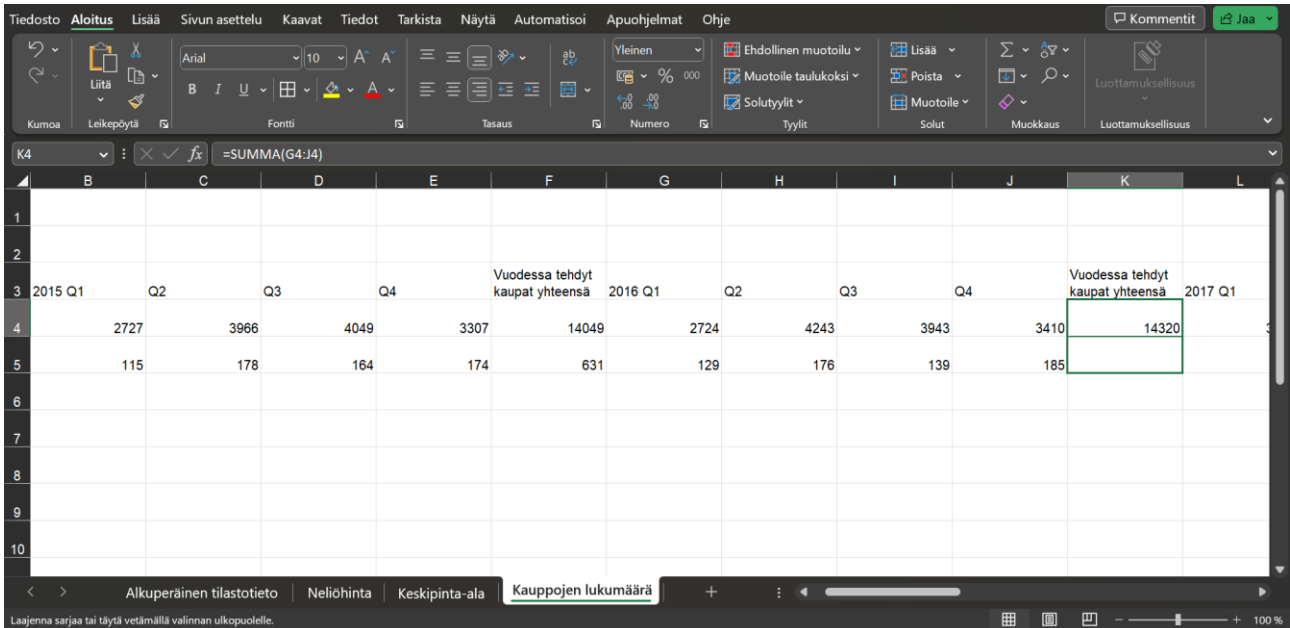 Tiedosto Aloitus Lisää Sivun asettelu Kaavat Tiedot Tarkista Näytä Automatisoi Apuohjelmat Ohje Kommentit Jaa
Liitä
Arial 10 A A
B I U A
ab
Yleinen
% 000
Ehdollinen muotoilu
Muotoile taulukoksi
Solutyylit
Lisää
Poista
Muotoile
Luottamuksellisuus
Kumoa Leikepöytä Fontti Tasaus Numero Tyylit Solut Muokkaus Luottamuksellisuus
K4 fx =SUMMA(G4:J4)
B C D E F G H I J K L
1
2
Vuodessa tehdyt Vuodessa tehdyt
3 2015 Q1 Q2 Q3 Q4 kaupat yhteensä 2016 Q1 Q2 Q3 Q4 kaupat yhteensä 2017 Q1
4 2727 3966 4049 3307 14049 2724 4243 3943 3410 14320
5 115 178 164 174 631 129 176 139 185
6
7
8
9
10
Alkuperäinen tilastotieto Neliöhinta Keskipinta-ala Kauppojen lukumäärä
Laajenna sarjaa tai täytä vetämällä valinnan ulkopuolelle. 100 %